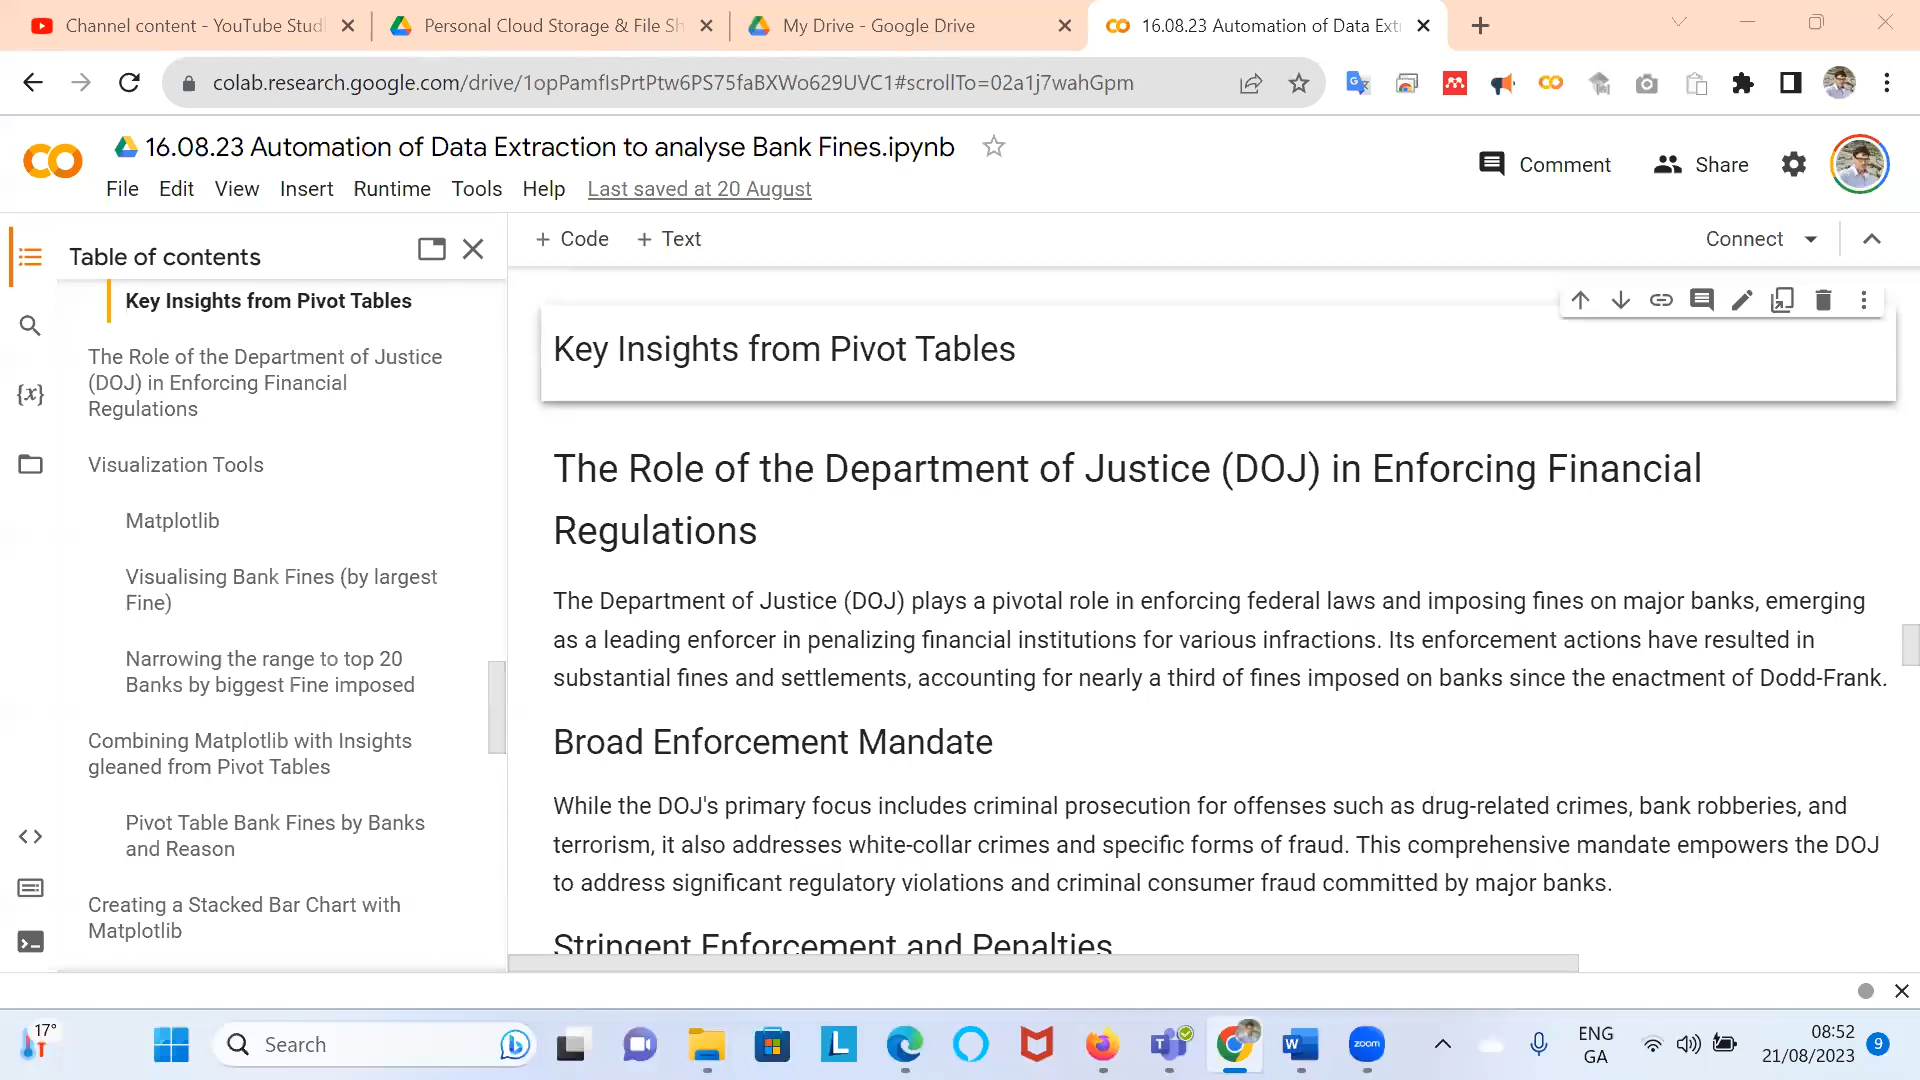 Channel content - YouTube Studi
Personal Cloud Storage & File Sh
My Drive - Google Drive
16.08.23 Automation of Data Extr
colab.research.google.com/drive/1opPamfIsPrtPtw6PS75faBXWo629UVC1#scrollTo=02a1j7wahGpm
16.08.23 Automation of Data Extraction to analyse Bank Fines.ipynb
File Edit View Insert Runtime Tools Help Last saved at 20 August
Comment
Share
Table of contents
+ Code + Text
Connect
Key Insights from Pivot Tables
The Role of the Department of Justice
(DOJ) in Enforcing Financial
Regulations
Visualization Tools
Matplotlib
Visualising Bank Fines (by largest
Fine)
Narrowing the range to top 20
Banks by biggest Fine imposed
Combining Matplotlib with Insights
gleaned from Pivot Tables
Pivot Table Bank Fines by Banks
and Reason
Creating a Stacked Bar Chart with
Matplotlib
Key Insights from Pivot Tables
The Role of the Department of Justice (DOJ) in Enforcing Financial
Regulations
The Department of Justice (DOJ) plays a pivotal role in enforcing federal laws and imposing fines on major banks, emerging
as a leading enforcer in penalizing financial institutions for various infractions. Its enforcement actions have resulted in
substantial fines and settlements, accounting for nearly a third of fines imposed on banks since the enactment of Dodd-Frank.
Broad Enforcement Mandate
While the DOJ's primary focus includes criminal prosecution for offenses such as drug-related crimes, bank robberies, and
terrorism, it also addresses white-collar crimes and specific forms of fraud. This comprehensive mandate empowers the DOJ
to address significant regulatory violations and criminal consumer fraud committed by major banks.
Stringent Enforcement and Penalties
17°
Search
zoom
ENG
GA
08:52
21/08/2023
9